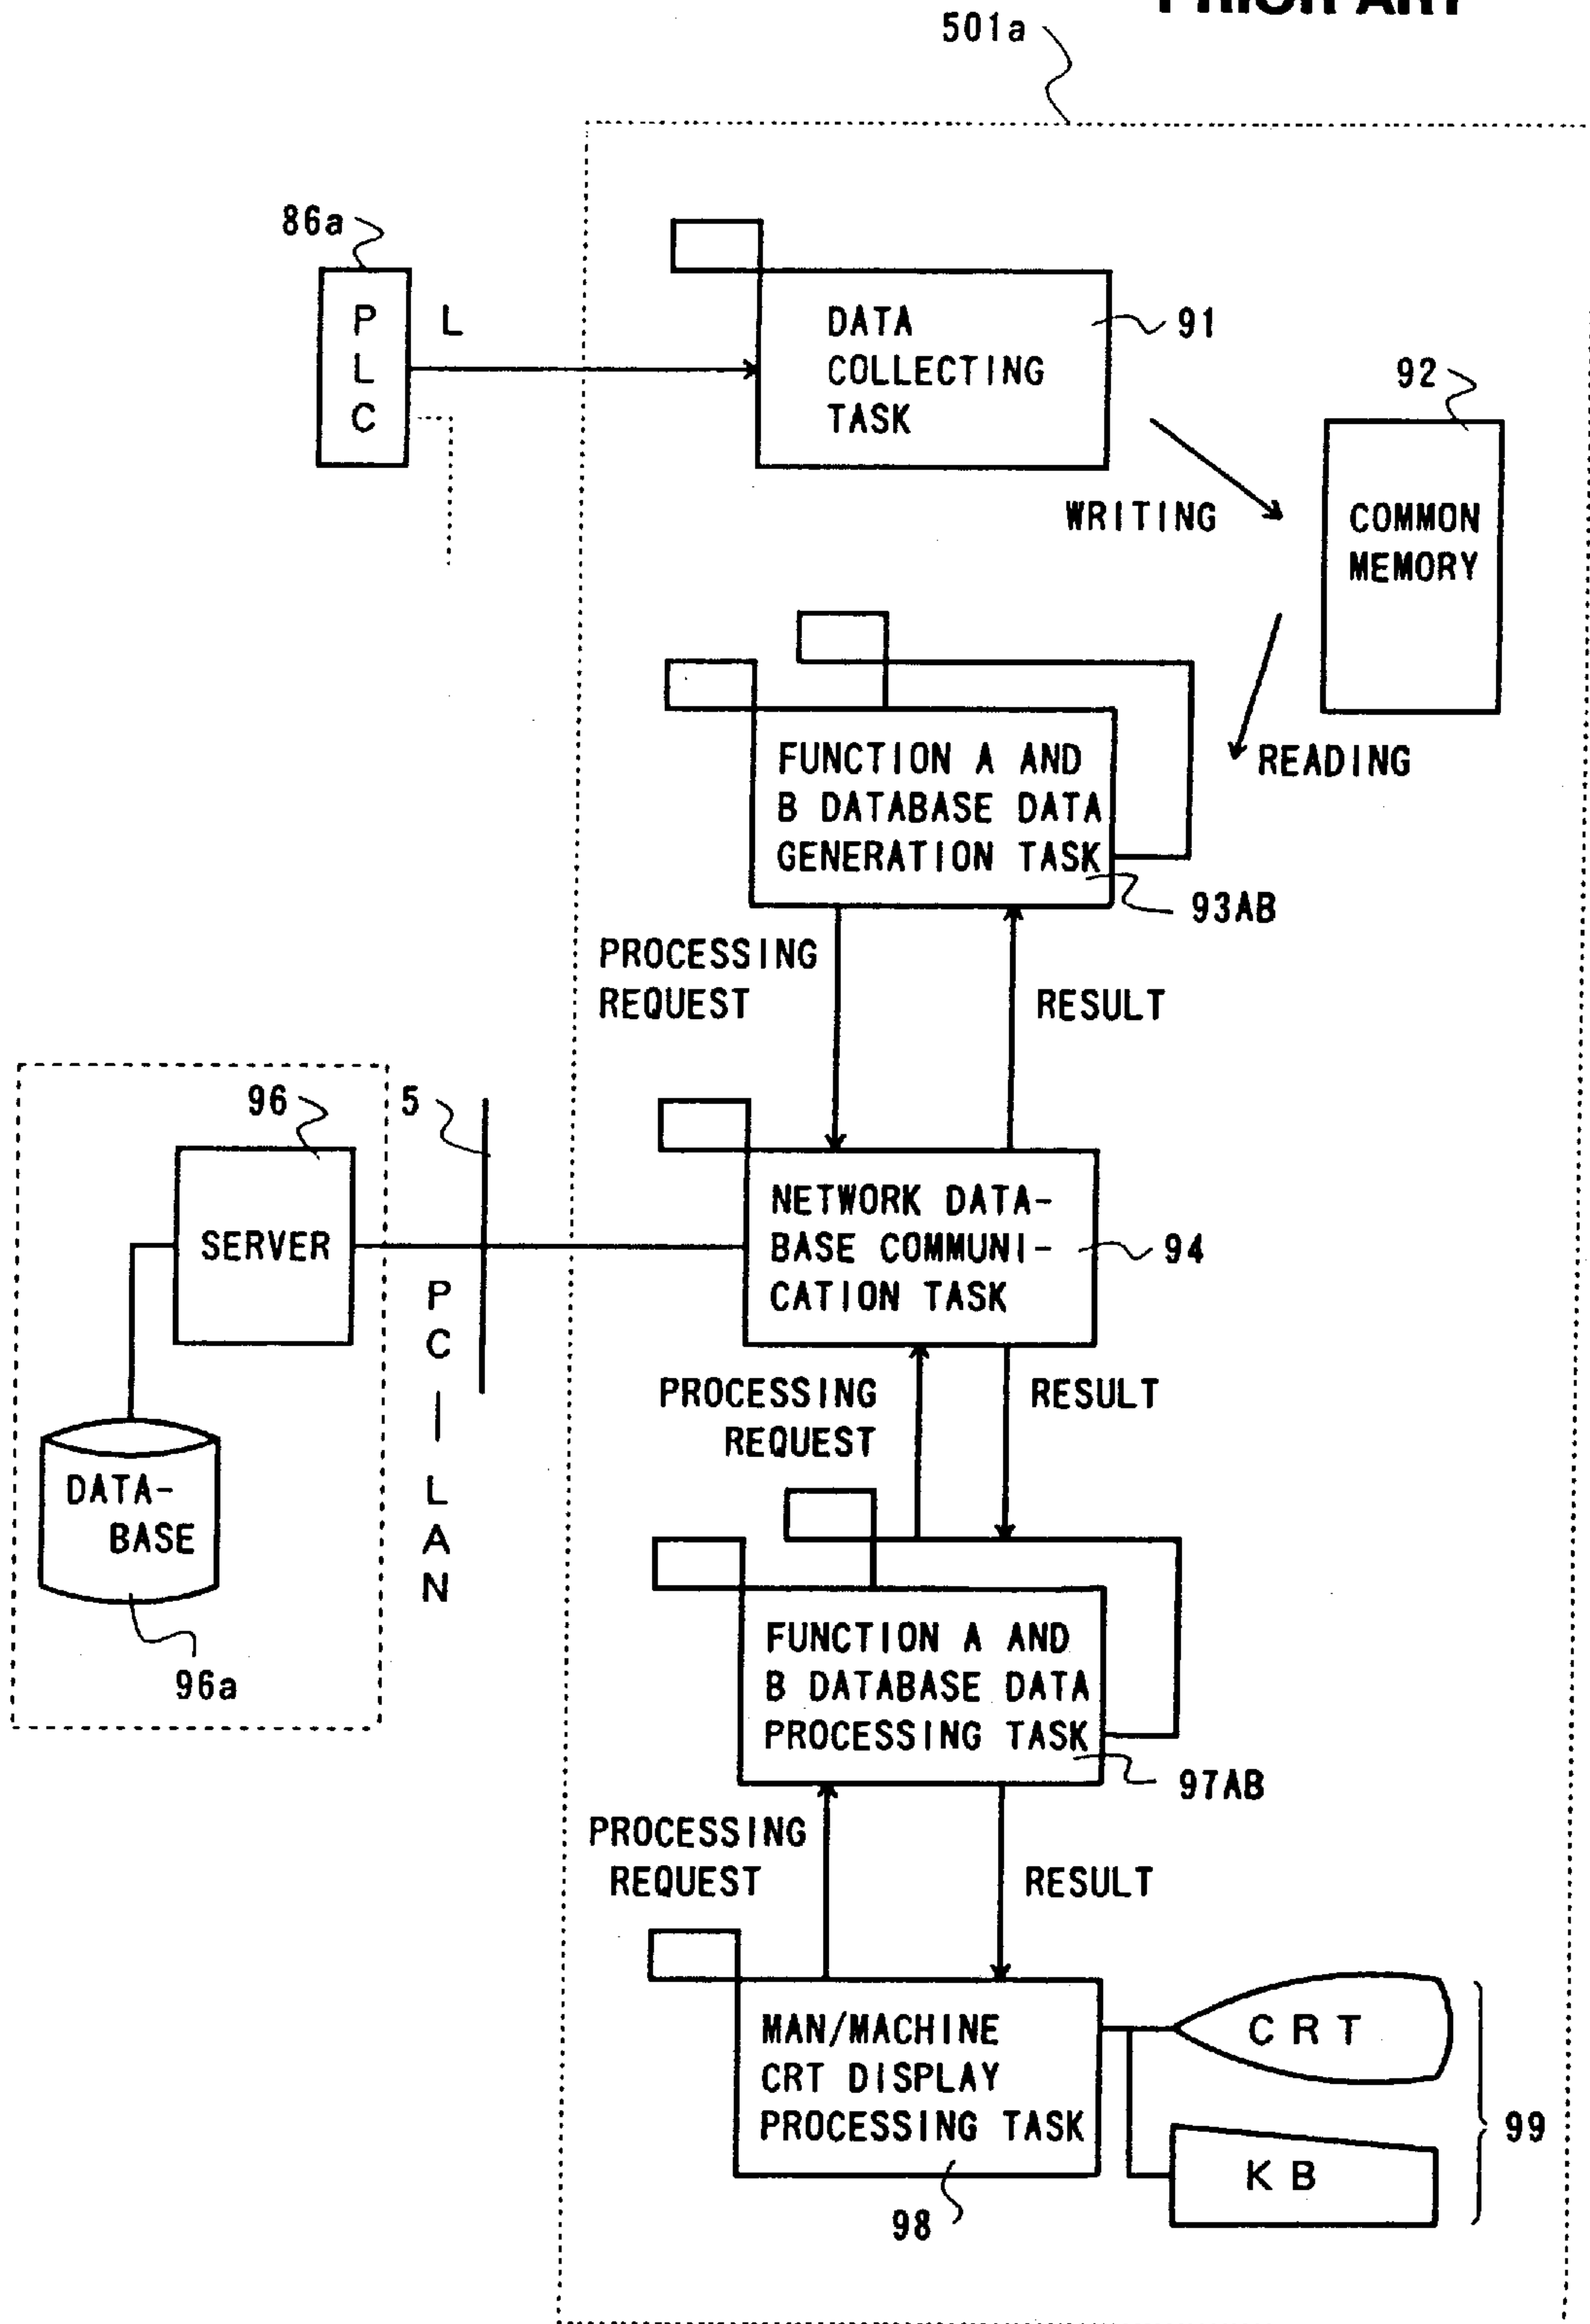 PRIOR ART
501a
86a
P
L
C
L
DATA
COLLECTING
TASK
91
92
WRITING
COMMON
MEMORY
READING
FUNCTION A AND
B DATABASE DATA
GENERATION TASK
93AB
PROCESSING
REQUEST
RESULT
96
5
SERVER
NETWORK DATA-
BASE COMMUNI-
CATION TASK
94
P
C
|
L
A
N
PROCESSING
REQUEST
RESULT
DATA-
BASE
96a
FUNCTION A AND
B DATABASE DATA
PROCESSING TASK
97AB
PROCESSING
REQUEST
RESULT
MAN/MACHINE
CRT DISPLAY
PROCESSING TASK
98
CRT
KB
99